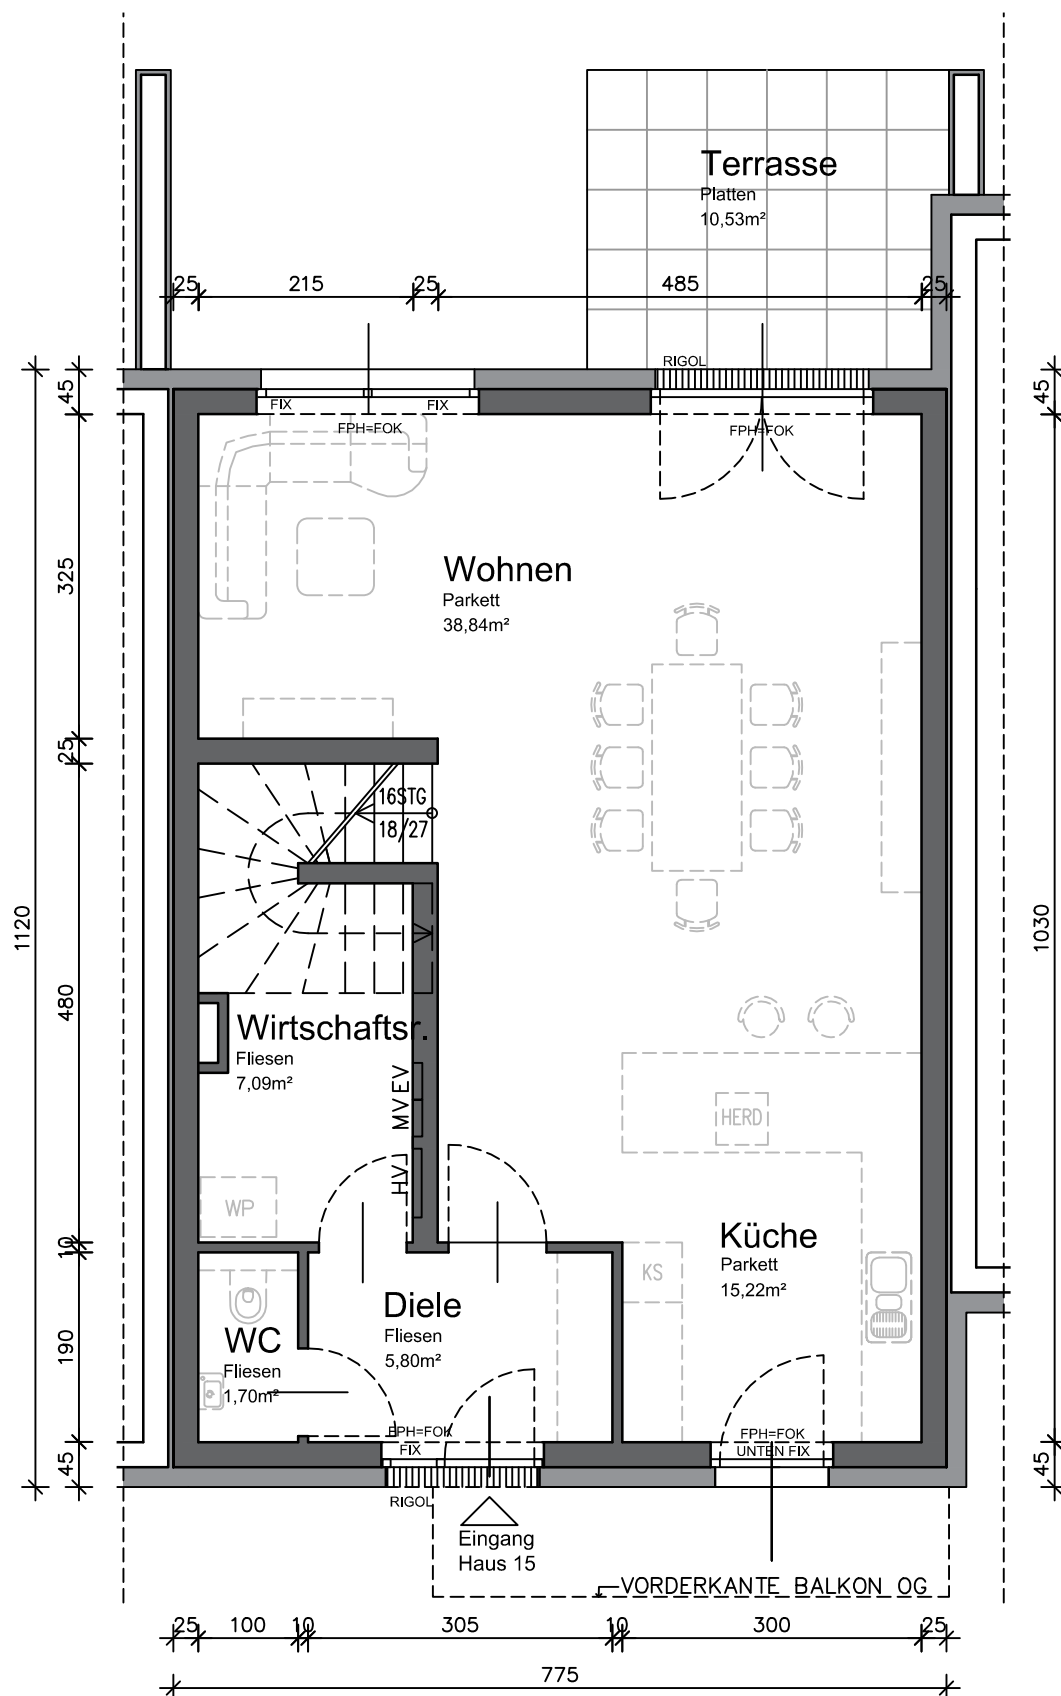 Terrasse
Platten
10,53m²
25
215
25
485
25
RIGOL
45
45
FIX
FIX
FPH=FOK
FPH=FOK
325
Wohnen
Parkett
38,84m²
25
16STG
18/27
1120
1030
480
Wirtschaftsr.
Fliesen
7,09m²
EV
MV
HV
HERD
WP
Küche
Parkett
15,22m²
KS
10
Diele
Fliesen
5,80m²
WC
Fliesen
1,70m²
190
FPH=FOK
FIX
FPH=FOK
UNTEN FIX
45
45
RIGOL
Eingang
Haus 15
VORDERKANTE BALKON OG
25
100
10
305
10
300
25
775